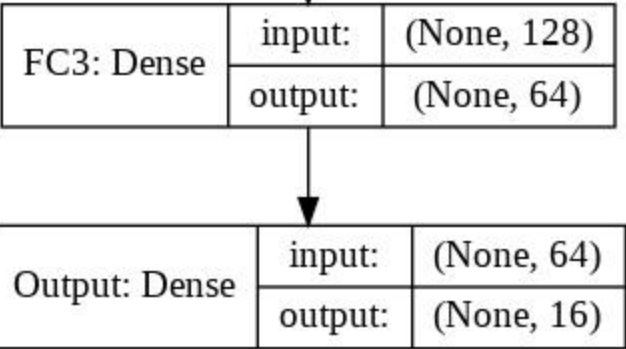 FC3: Dense
input:
(None, 128)
output:
(None, 64)
Output: Dense
input:
(None, 64)
output:
(None, 16)